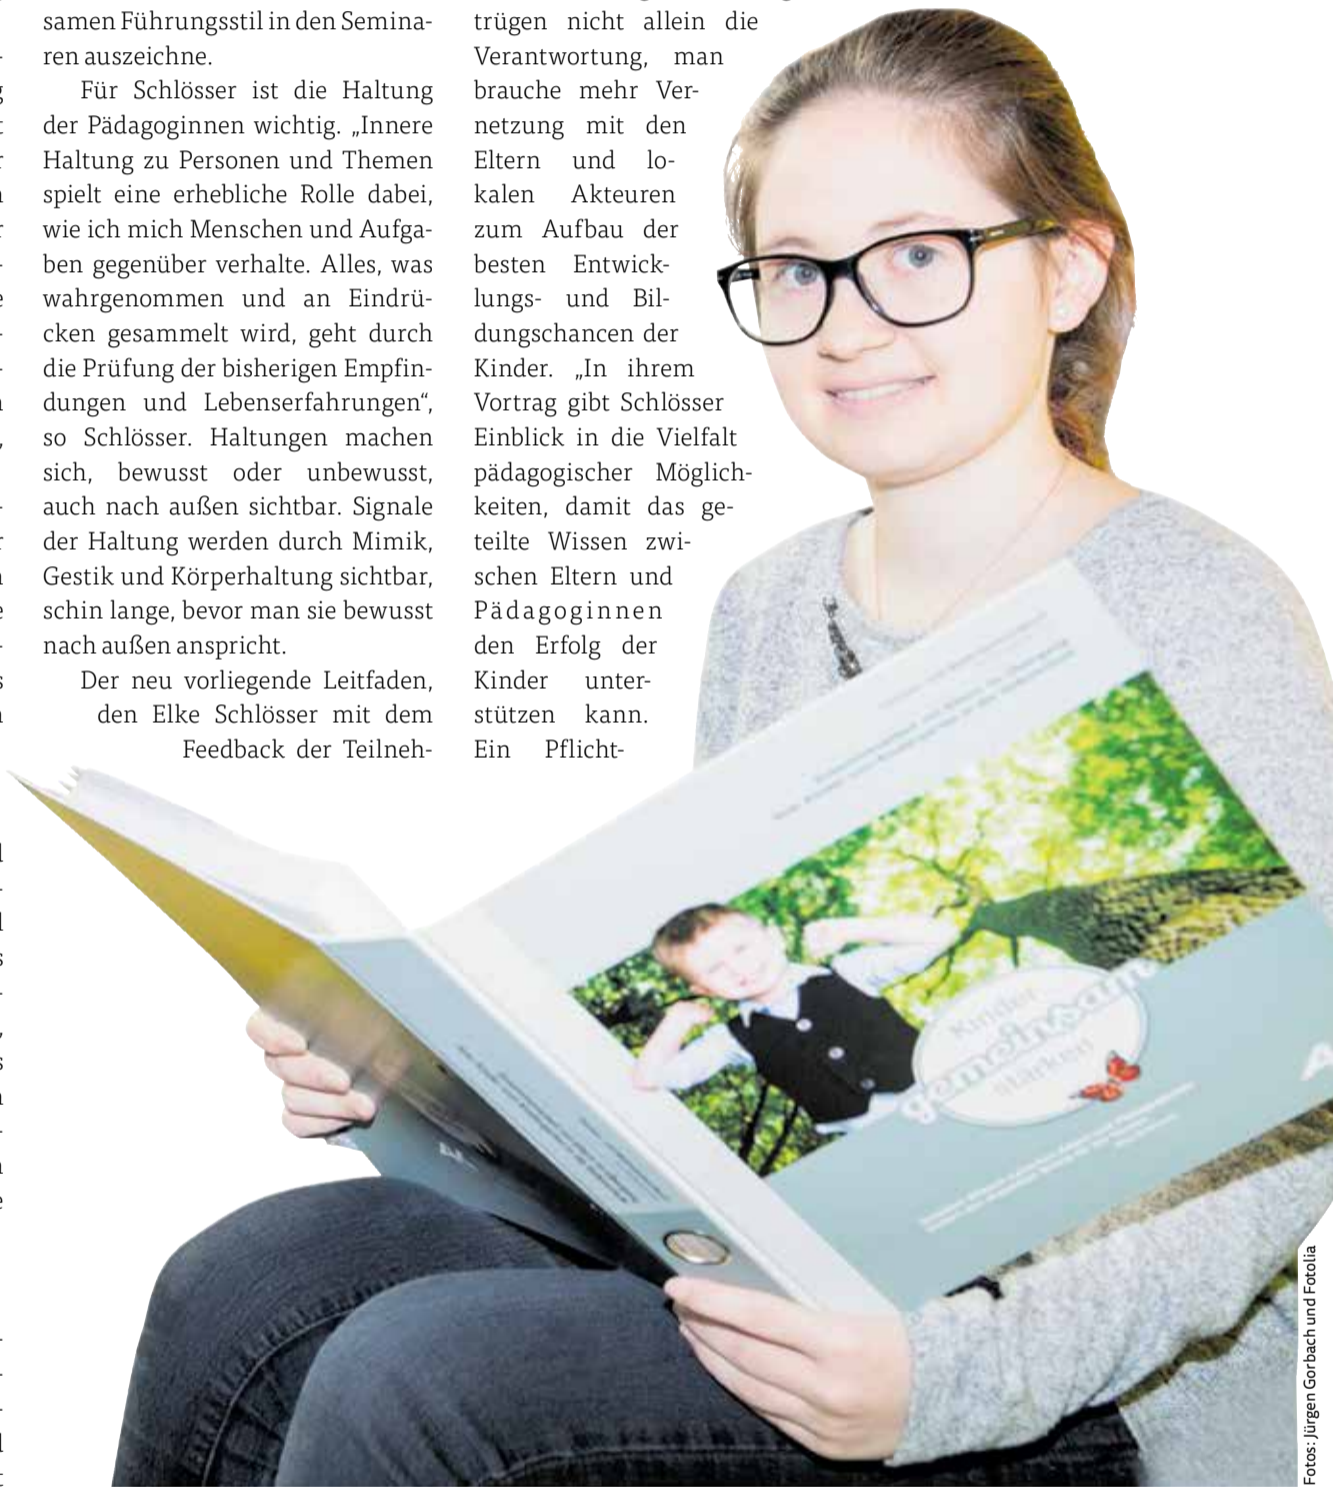 samen Führungsstil in den Semina-
ren auszeichne.
Für Schlösser ist die Haltung
der Pädagoginnen wichtig. „Innere
Haltung zu Personen und Themen
spielt eine erhebliche Rolle dabei,
wie ich mich Menschen und Aufga-
ben gegenüber verhalte. Alles, was
wahrgenommen und an Eindrü-
cken gesammelt wird, geht durch
die Prüfung der bisherigen Empfin-
dungen und Lebenserfahrungen“,
so Schlösser. Haltungen machen
sich, bewusst oder unbewusst,
auch nach außen sichtbar. Signale
der Haltung werden durch Mimik,
Gestik und Körperhaltung sichtbar,
schin lange, bevor man sie bewusst
nach außen anspricht.
Der neu vorliegende Leitfaden,
den Elke Schlösser mit dem
Feedback der Teilneh-
trügen nicht allein die
Verantwortung, man
brauche mehr Ver-
netzung mit den
Eltern und lo-
kalen Akteuren
zum Aufbau der
besten Entwick-
lungs- und Bil-
dungschancen der
Kinder. „In ihrem
Vortrag gibt Schlösser
Einblick in die Vielfalt
pädagogischer Möglich-
keiten, damit das ge-
teilte Wissen zwi-
schen Eltern und
Pädagoginnen
den Erfolg der
Kinder unter-
stützen kann.
Ein Pflicht-
Kinder
gemeinsam
stärken!
Fotos: Jürgen Gorbach und Fotolia